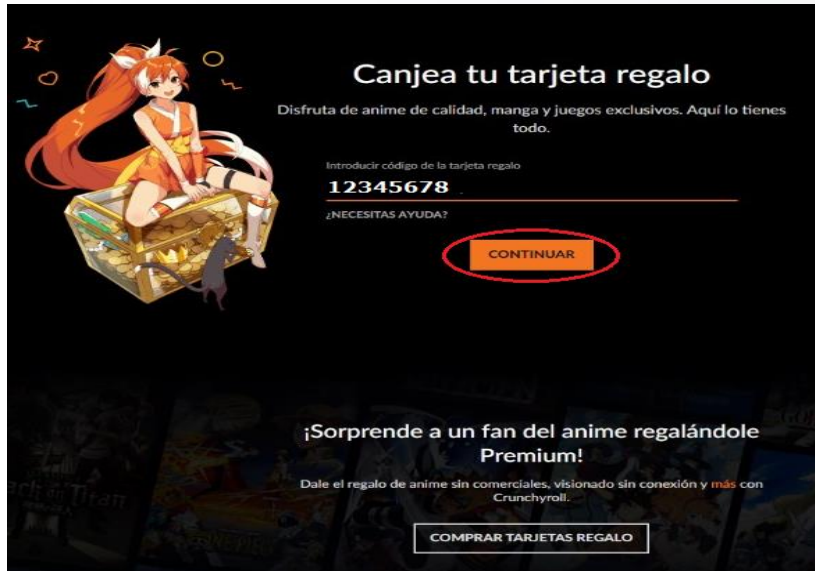 Canjea tu tarjeta regalo
Disfruta de anime de calidad, manga y juegos exclusivos. Aquí lo tienes
todo.
Introducir código de la tarjeta regalo
12345678
¿NECESITAS AYUDA?
CONTINUAR
¡Sorprende a un fan del anime regalándole
Premium!
Dale el regalo de anime sin comerciales, visionado sin conexión y más con
Crunchyroll.
COMPRAR TARJETAS REGALO